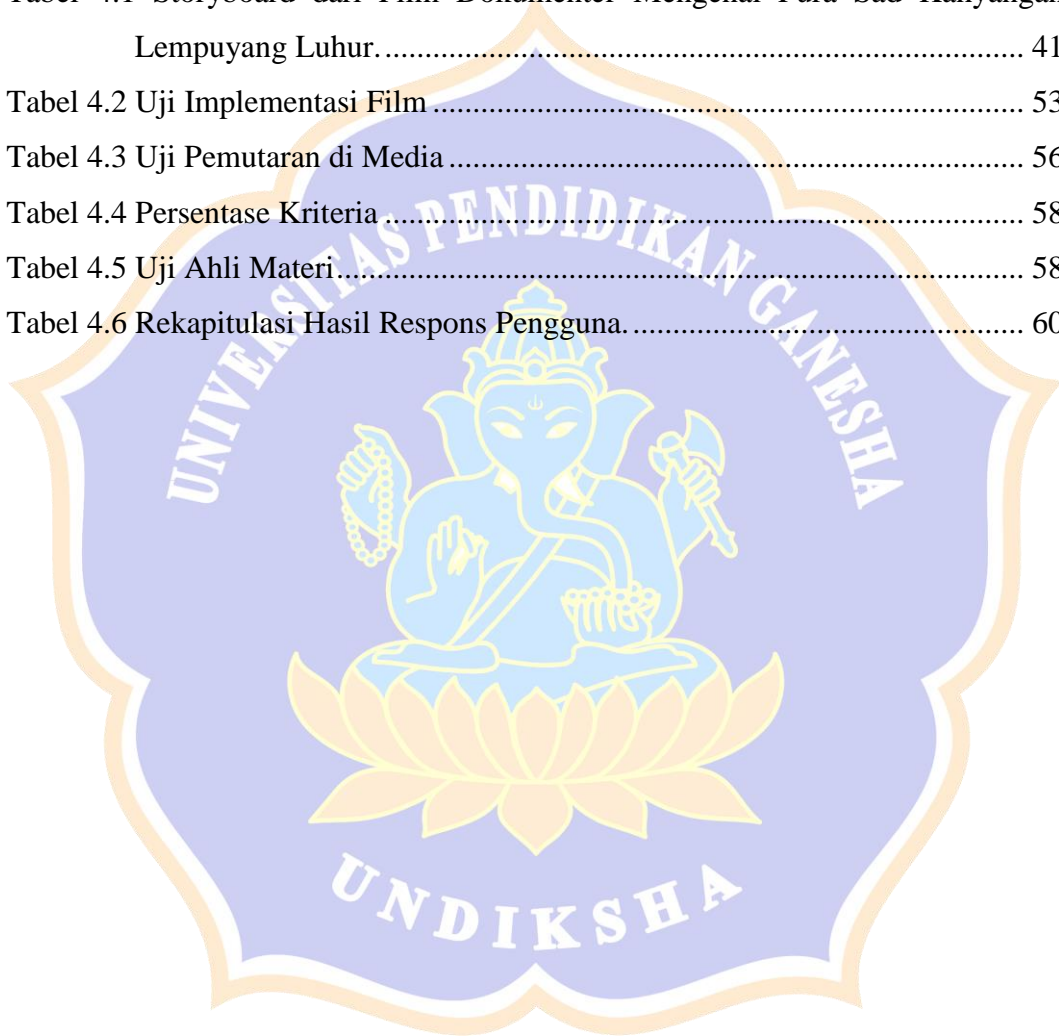 Tabel 4.1 Storyboard dari Film Dokumenter Mengenai Pura Sad Kahyangan
Lempuyang Luhur. .......................................................................................... 41
Tabel 4.2 Uji Implementasi Film .................................................................................... 53
Tabel 4.3 Uji Pemutaran di Media .................................................................................. 56
Tabel 4.4 Persentase Kriteria .......................................................................................... 58
Tabel 4.5 Uji Ahli Materi ................................................................................................. 58
Tabel 4.6 Rekapitulasi Hasil Respons Pengguna. .......................................................... 60
UNIVERSITAS PENDIDIKAN GANESHA
UNDIKSHA